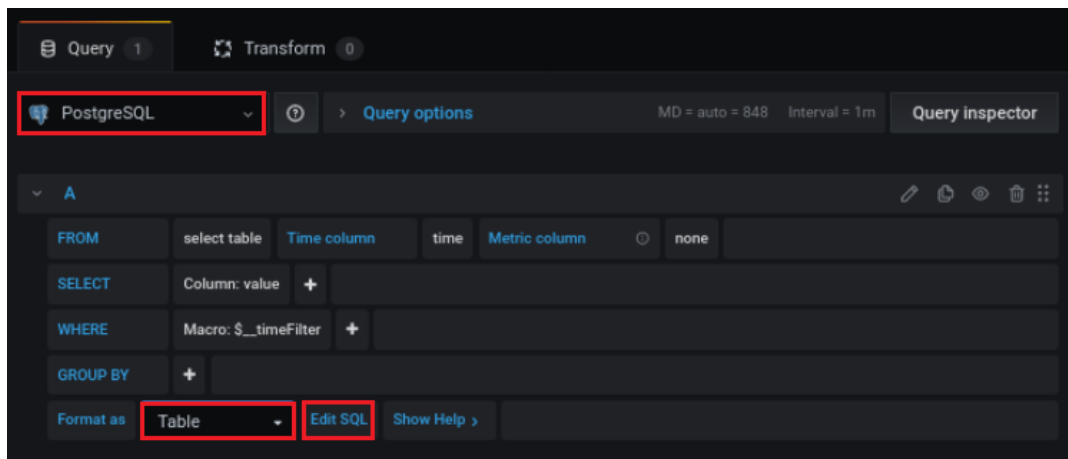 Query 1 Transform 0
PostgreSQL Query options MD = auto = 848 Interval = 1m Query inspector
A
FROM select table Time column time Metric column none
SELECT Column: value +
WHERE Macro: $__timeFilter +
GROUP BY +
Format as Table Edit SQL Show Help >